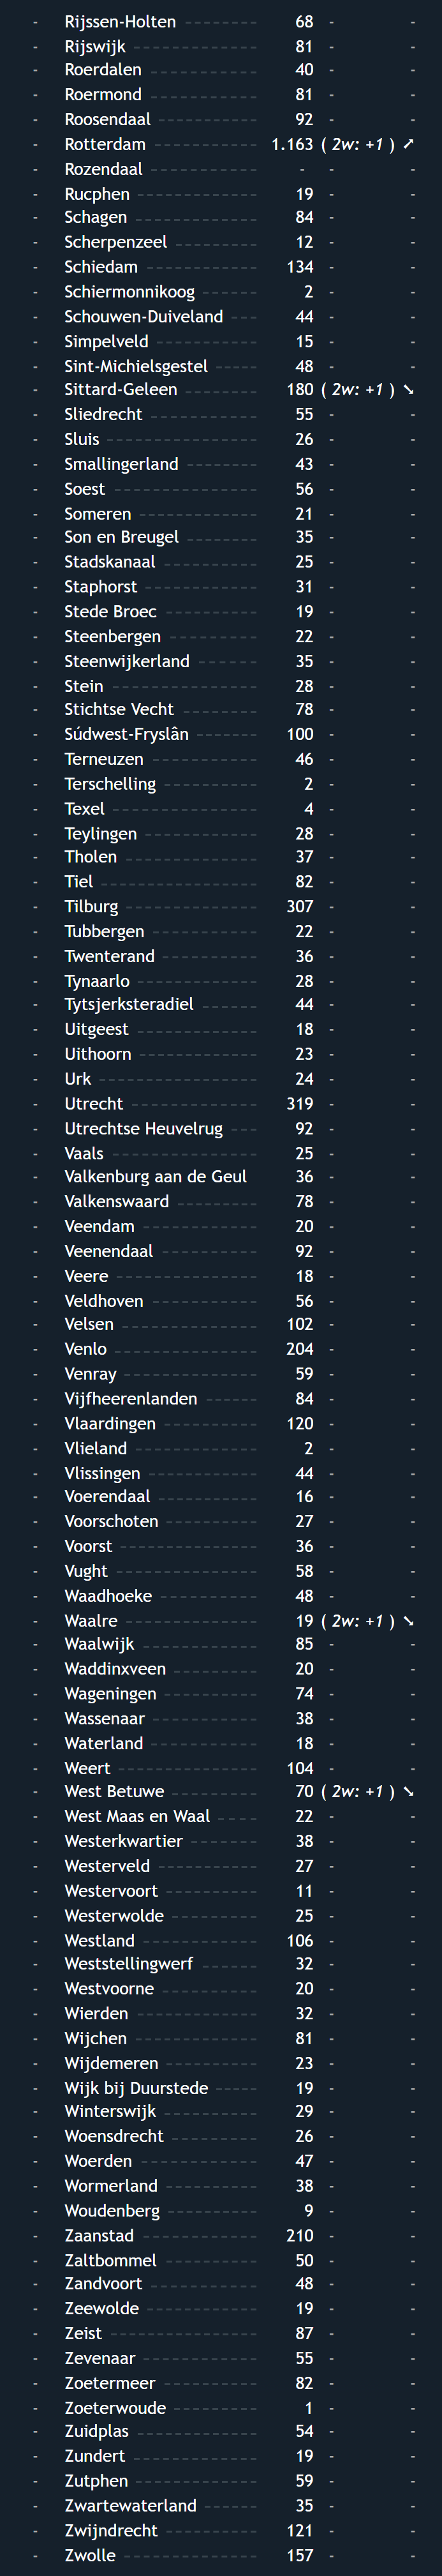 - Rijssen-Holten 68 - -
- Rijswijk 81 - -
- Roerdalen 40 - -
- Roermond 81 - -
- Roosendaal 92 - -
- Rotterdam 1.163 ( 2w: +1 ) ➚
- Rozendaal - - -
- Rucphen 19 - -
- Schagen 84 - -
- Scherpenzeel 12 - -
- Schiedam 134 - -
- Schiermonnikoog 2 - -
- Schouwen-Duiveland 44 - -
- Simpelveld 15 - -
- Sint-Michielsgestel 48 - -
- Sittard-Geleen 180 ( 2w: +1 ) ➘
- Sliedrecht 55 - -
- Sluis 26 - -
- Smallingerland 43 - -
- Soest 56 - -
- Someren 21 - -
- Son en Breugel 35 - -
- Stadskanaal 25 - -
- Staphorst 31 - -
- Stede Broec 19 - -
- Steenbergen 22 - -
- Steenwijkerland 35 - -
- Stein 28 - -
- Stichtse Vecht 78 - -
- Súdwest-Fryslân 100 - -
- Terneuzen 46 - -
- Terschelling 2 - -
- Texel 4 - -
- Teylingen 28 - -
- Tholen 37 - -
- Tiel 82 - -
- Tilburg 307 - -
- Tubbergen 22 - -
- Twenterand 36 - -
- Tynaarlo 28 - -
- Tytsjerksteradiel 44 - -
- Uitgeest 18 - -
- Uithoorn 23 - -
- Urk 24 - -
- Utrecht 319 - -
- Utrechtse Heuvelrug 92 - -
- Vaals 25 - -
- Valkenburg aan de Geul 36 - -
- Valkenswaard 78 - -
- Veendam 20 - -
- Veenendaal 92 - -
- Veere 18 - -
- Veldhoven 56 - -
- Velsen 102 - -
- Venlo 204 - -
- Venray 59 - -
- Vijfheerenlanden 84 - -
- Vlaardingen 120 - -
- Vlieland 2 - -
- Vlissingen 44 - -
- Voerendaal 16 - -
- Voorschoten 27 - -
- Voorst 36 - -
- Vught 58 - -
- Waadhoeke 48 - -
- Waalre 19 ( 2w: +1 ) ➘
- Waalwijk 85 - -
- Waddinxveen 20 - -
- Wageningen 74 - -
- Wassenaar 38 - -
- Waterland 18 - -
- Weert 104 - -
- West Betuwe 70 ( 2w: +1 ) ➘
- West Maas en Waal 22 - -
- Westerkwartier 38 - -
- Westerveld 27 - -
- Westervoort 11 - -
- Westerwolde 25 - -
- Westland 106 - -
- Weststellingwerf 32 - -
- Westvoorne 20 - -
- Wierden 32 - -
- Wijchen 81 - -
- Wijdemeren 23 - -
- Wijk bij Duurstede 19 - -
- Winterswijk 29 - -
- Woensdrecht 26 - -
- Woerden 47 - -
- Wormerland 38 - -
- Woudenberg 9 - -
- Zaanstad 210 - -
- Zaltbommel 50 - -
- Zandvoort 48 - -
- Zeewolde 19 - -
- Zeist 87 - -
- Zevenaar 55 - -
- Zoetermeer 82 - -
- Zoeterwoude 1 - -
- Zuidplas 54 - -
- Zundert 19 - -
- Zutphen 59 - -
- Zwartewaterland 35 - -
- Zwijndrecht 121 - -
- Zwolle 157 - -